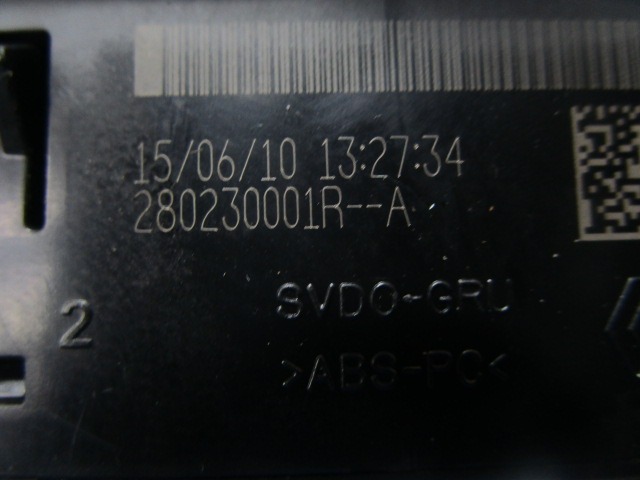 15/06/10 13:27:34
280230001R--A
SVDO-GRU
2
>ABS-PC<